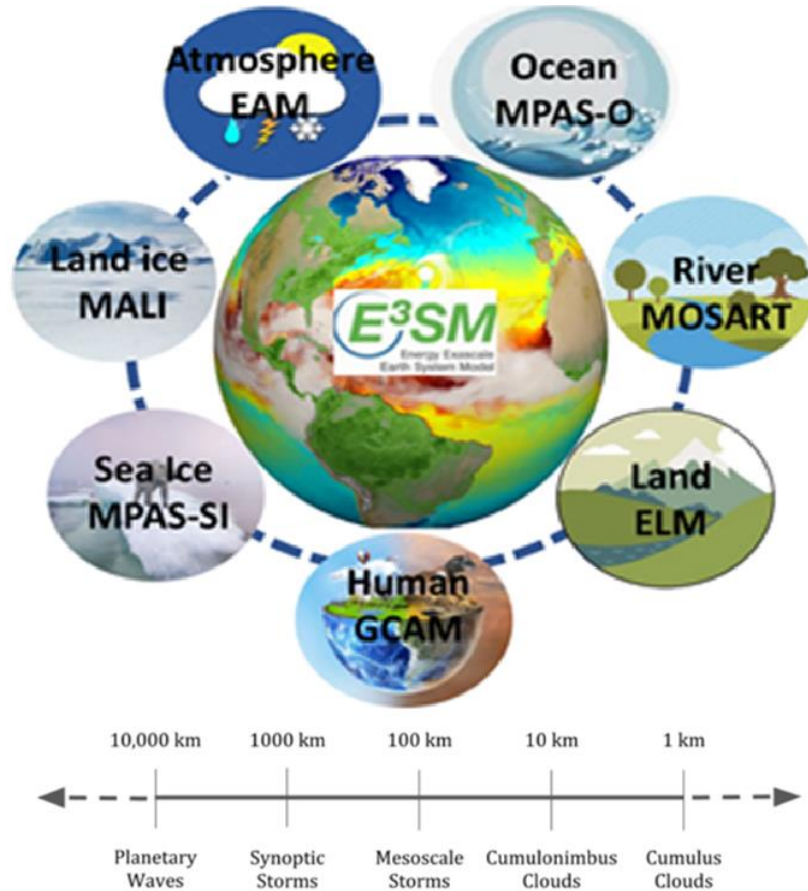 Atmosphere
EAM
Ocean
MPAS-O
Land ice
MALI
River
MOSART
E³SM
Energy Exascale
Earth System Model
Sea Ice
MPAS-SI
Land
ELM
Human
GCAM
10,000 km 1000 km 100 km 10 km 1 km
Planetary Synoptic Mesoscale Cumulonimbus Cumulus
Waves Storms Storms Clouds Clouds